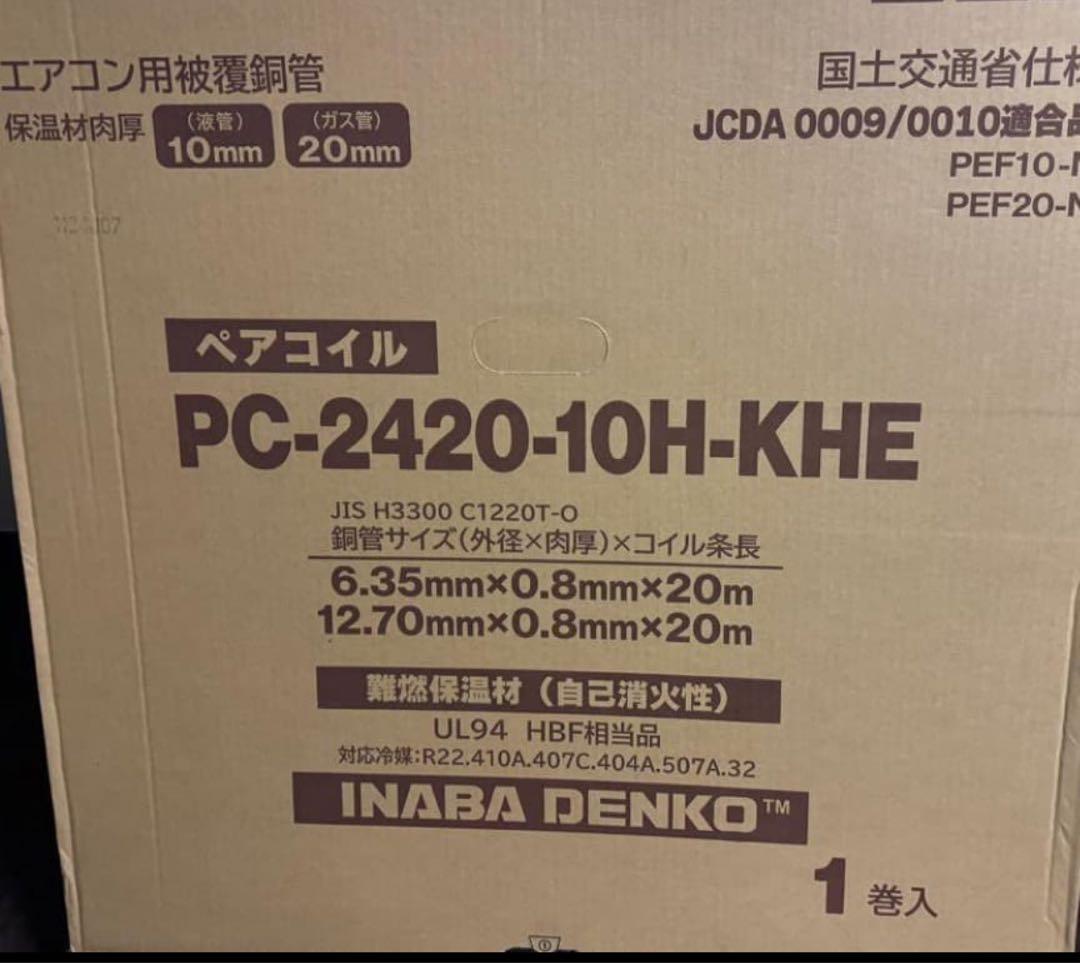 エアコン用被覆銅管
保温材肉厚 (液管) 10mm (ガス管) 20mm
国土交通省仕様
JCDA 0009/0010適合品
PEF10-N
PEF20-N
ペアコイル
PC-2420-10H-KHE
JIS H3300 C1220T-O
銅管サイズ(外径×肉厚)×コイル条長
6.35mm×0.8mm×20m
12.70mm×0.8mm×20m
難燃保温材(自己消火性)
UL94 HBF相当品
対応冷媒:R22.410A.407C.404A.507A.32
INABA DENKO™
1巻入